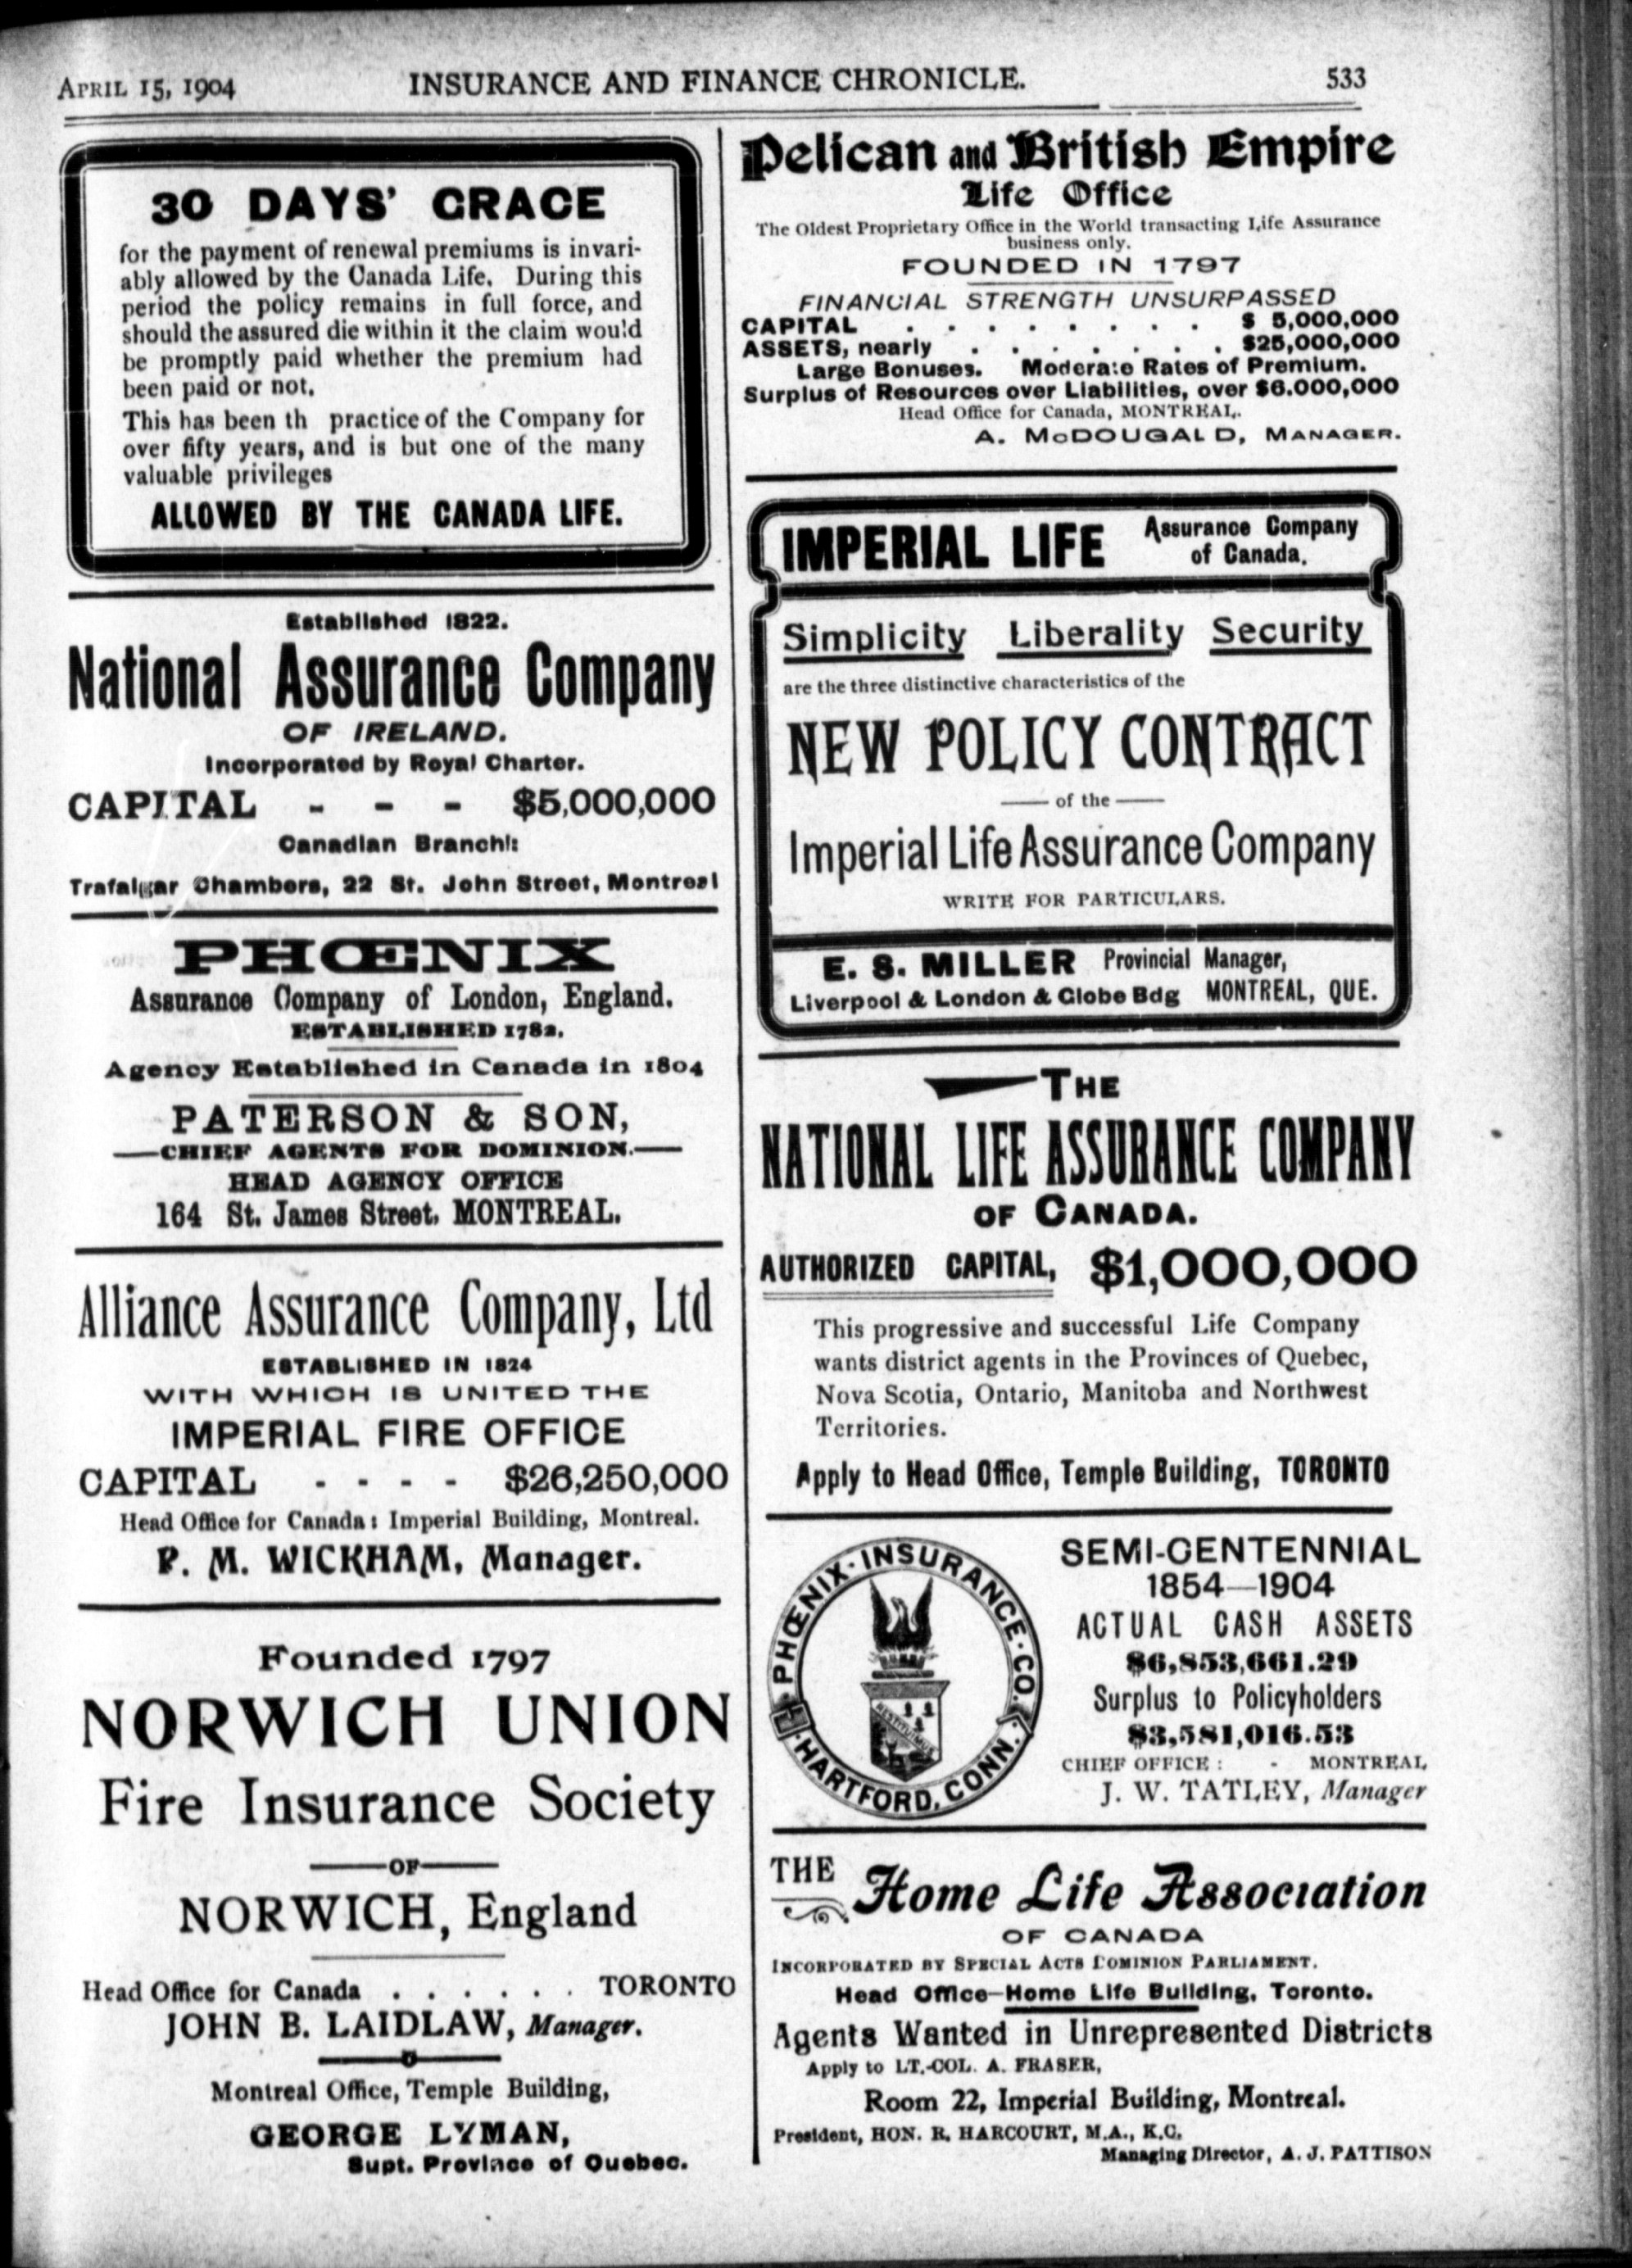 APRIL 15, 1904 INSURANCE AND FINANCE CHRONICLE. 533
30 DAYS' GRACE
for the payment of renewal premiums is invari-
ably allowed by the Canada Life. During this
period the policy remains in full force, and
should the assured die within it the claim would
be promptly paid whether the premium had
been paid or not.
This has been th practice of the Company for
over fifty years, and is but one of the many
valuable privileges
ALLOWED BY THE CANADA LIFE.
Established 1822.
National Assurance Company
OF IRELAND.
Incorporated by Royal Charter.
CAPITAL - - - $5,000,000
Canadian Branch:
Trafalgar Chambers, 22 St. John Street, Montreal
PHŒNIX
Assurance Company of London, England.
ESTABLISHED 1782.
Agency Established in Canada in 1804
PATERSON & SON,
—CHIEF AGENTS FOR DOMINION.—
HEAD AGENCY OFFICE
164 St. James Street, MONTREAL.
Alliance Assurance Company, Ltd
ESTABLISHED IN 1824
WITH WHICH IS UNITED THE
IMPERIAL FIRE OFFICE
CAPITAL - - - - $26,250,000
Head Office for Canada: Imperial Building, Montreal.
P. M. WICKHAM, Manager.
Founded 1797
NORWICH UNION
Fire Insurance Society
—OF—
NORWICH, England
Head Office for Canada . . . . . . TORONTO
JOHN B. LAIDLAW, Manager.
Montreal Office, Temple Building,
GEORGE LYMAN,
Supt. Province of Quebec.
Pelican and British Empire
Life Office
The Oldest Proprietary Office in the World transacting Life Assurance
business only.
FOUNDED IN 1797
FINANCIAL STRENGTH UNSURPASSED
CAPITAL . . . . . . . . $ 5,000,000
ASSETS, nearly . . . . . . . $25,000,000
Large Bonuses. Moderate Rates of Premium.
Surplus of Resources over Liabilities, over $6.000,000
Head Office for Canada, MONTREAL.
A. McDOUGALD, MANAGER.
IMPERIAL LIFE Assurance Company
of Canada.
Simplicity Liberality Security
are the three distinctive characteristics of the
NEW POLICY CONTRACT
— of the —
Imperial Life Assurance Company
WRITE FOR PARTICULARS.
E. S. MILLER Provincial Manager,
Liverpool & London & Globe Bdg MONTREAL, QUE.
THE
NATIONAL LIFE ASSURANCE COMPANY
OF CANADA.
AUTHORIZED CAPITAL, $1,000,000
This progressive and successful Life Company
wants district agents in the Provinces of Quebec,
Nova Scotia, Ontario, Manitoba and Northwest
Territories.
Apply to Head Office, Temple Building, TORONTO
PHŒNIX·INSURANCE·CO.
HARTFORD, CONN.
SEMI-CENTENNIAL
1854—1904
ACTUAL CASH ASSETS
$6,853,661.29
Surplus to Policyholders
$3,581,016.53
CHIEF OFFICE : - MONTREAL
J. W. TATLEY, Manager
THE Home Life Association
OF CANADA
INCORPORATED BY SPECIAL ACTS DOMINION PARLIAMENT.
Head Office—Home Life Building, Toronto.
Agents Wanted in Unrepresented Districts
Apply to LT.-COL. A. FRASER,
Room 22, Imperial Building, Montreal.
President, HON. R. HARCOURT, M.A., K.C.
Managing Director, A. J. PATTISON